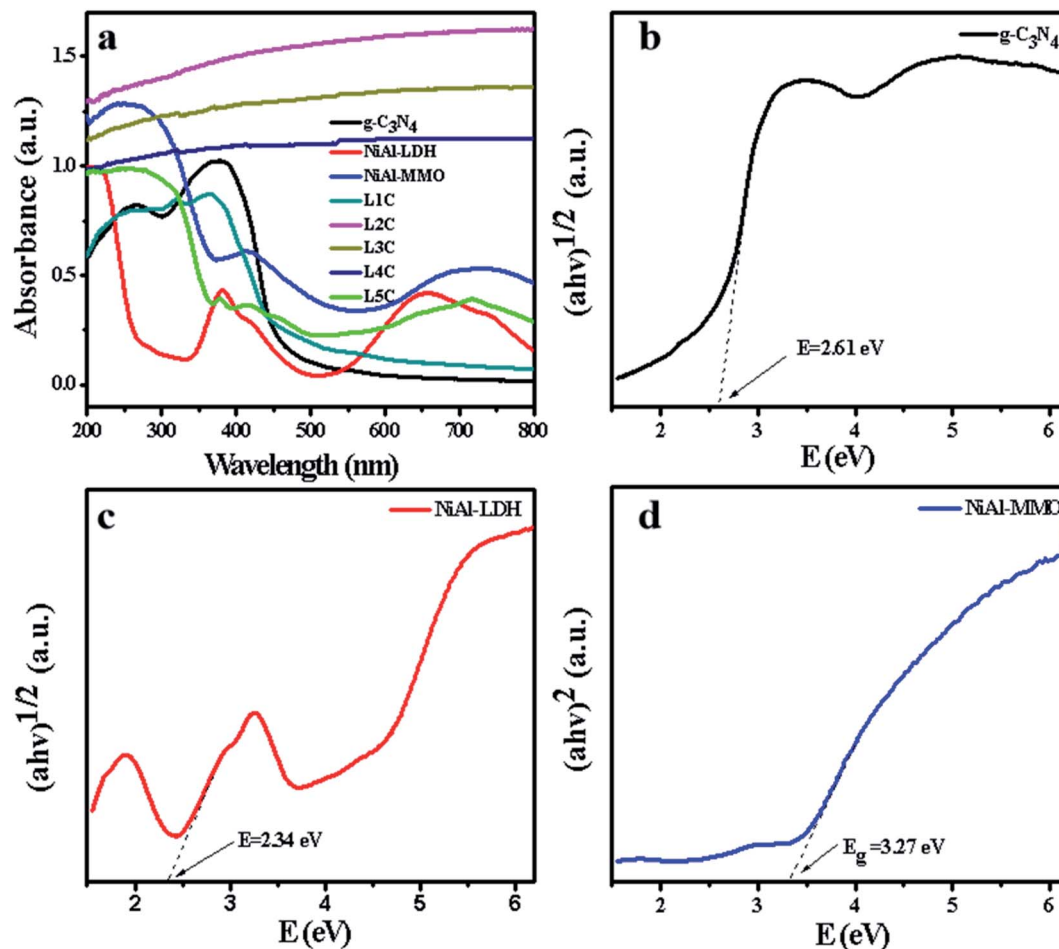 a
1.5
1.0
0.5
0.0
Absorbance (a.u.)
g-C3N4
NiAl-LDH
NiAl-MMO
L1C
L2C
L3C
L4C
L5C
200 300 400 500 600 700 800
Wavelength (nm)
b
g-C3N4
(ahv)1/2 (a.u.)
E=2.61 eV
2 3 4 5 6
E (eV)
c
NiAl-LDH
(ahv)1/2 (a.u.)
E=2.34 eV
2 3 4 5 6
E (eV)
d
NiAl-MMO
(ahv)2 (a.u.)
Eg =3.27 eV
2 3 4 5 6
E (eV)